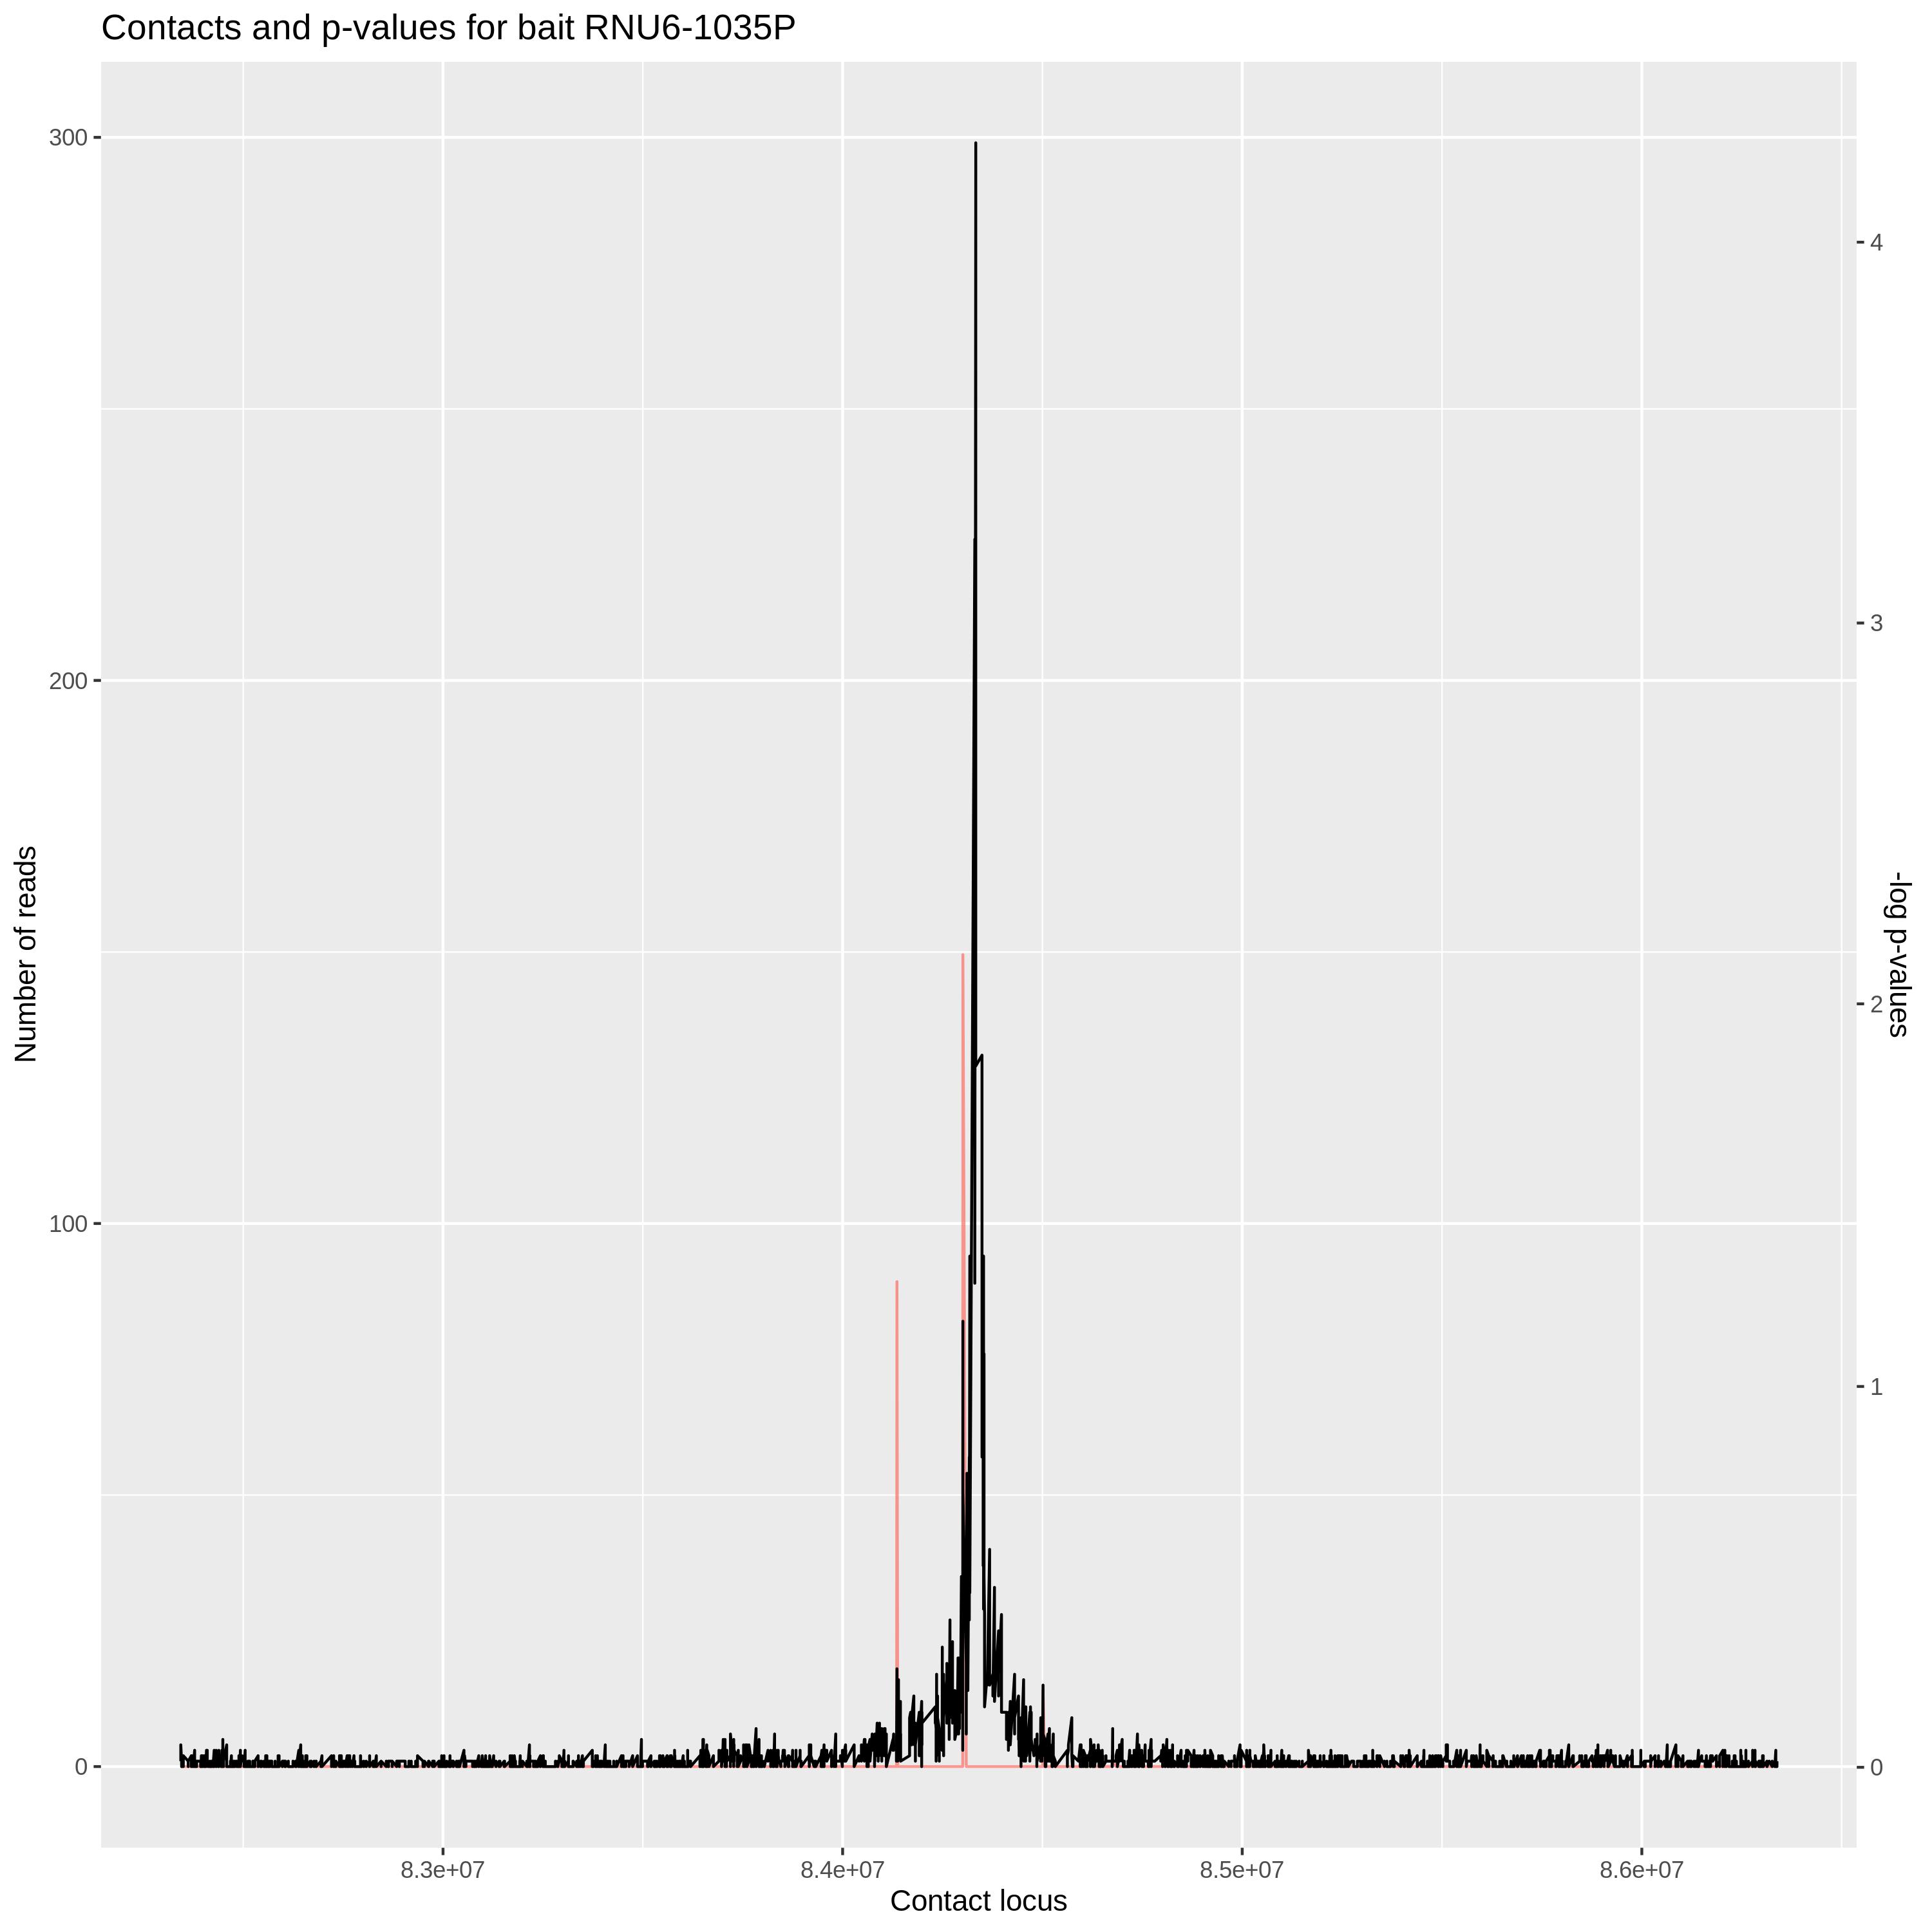 Contacts and p-values for bait RNU6-1035P
300
200
100
0
Number of reads
4
3
2
1
0
-log p-values
8.3e+07
8.4e+07
8.5e+07
8.6e+07
Contact locus